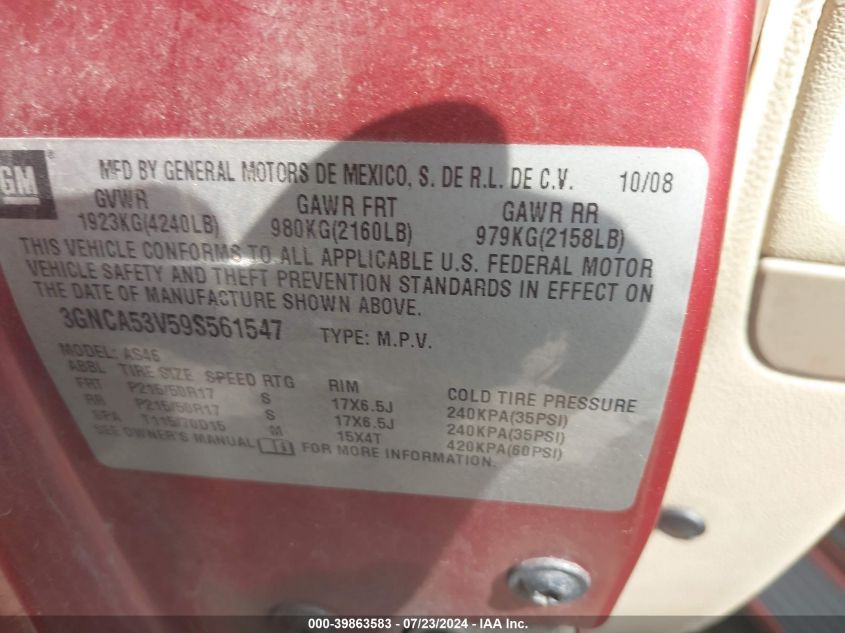 GM
MFD BY GENERAL MOTORS DE MEXICO, S. DE R.L. DE C.V. 10/08
GVWR GAWR FRT GAWR RR
1923KG(4240LB) 980KG(2160LB) 979KG(2158LB)
THIS VEHICLE CONFORMS TO ALL APPLICABLE U.S. FEDERAL MOTOR
VEHICLE SAFETY AND THEFT PREVENTION STANDARDS IN EFFECT ON
THE DATE OF MANUFACTURE SHOWN ABOVE.
3GNCA53V59S561547 TYPE: M.P.V.
MODEL: AS46
ABBL TIRE SIZE SPEED RTG RIM COLD TIRE PRESSURE
FRT P215/50R17 S 17X6.5J 240KPA(35PSI)
RR P215/50R17 S 17X6.5J 240KPA(35PSI)
SPA T115/70D15 M 15X4T 420KPA(60PSI)
SEE OWNER'S MANUAL FOR MORE INFORMATION.
000-39863583 - 07/23/2024 - IAA Inc.